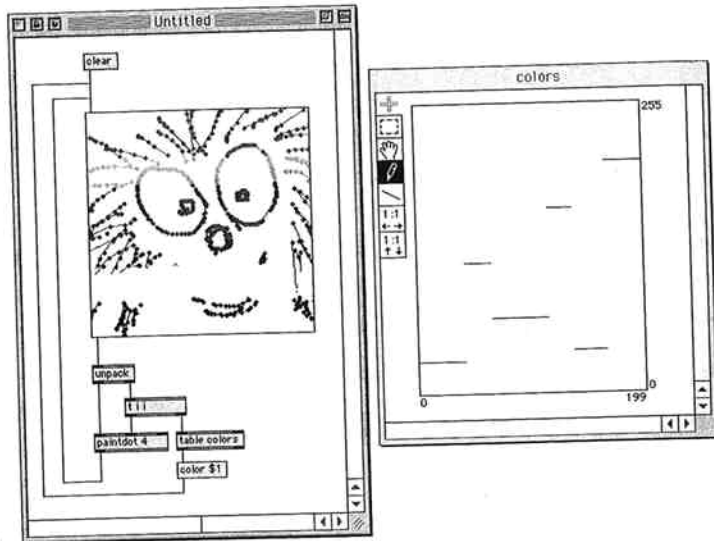 Untitled
clear
unpack
t i i
paintdot 4
table colors
color $1
colors
255
1:1
1:1
0
0
199